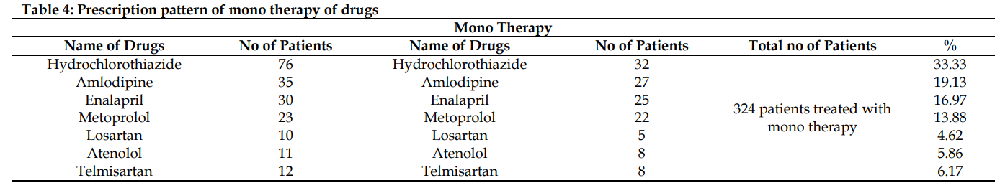 Table 4: Prescription pattern of mono therapy of drugs
Mono Therapy
Name of Drugs No of Patients Name of Drugs No of Patients Total no of Patients %
Hydrochlorothiazide 76 Hydrochlorothiazide 32 33.33
Amlodipine 35 Amlodipine 27 19.13
Enalapril 30 Enalapril 25 16.97
324 patients treated with
Metoprolol 23 Metoprolol 22 13.88
mono therapy
Losartan 10 Losartan 5 4.62
Atenolol 11 Atenolol 8 5.86
Telmisartan 12 Telmisartan 8 6.17